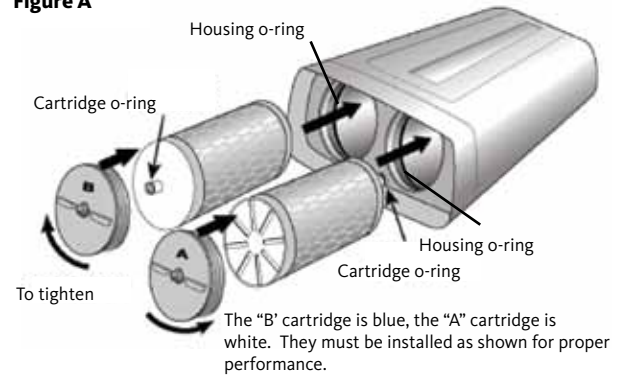 Figure A
Housing o-ring
Cartridge o-ring
B
A
Housing o-ring
Cartridge o-ring
To tighten
The “B’ cartridge is blue, the “A” cartridge is
white. They must be installed as shown for proper
performance.